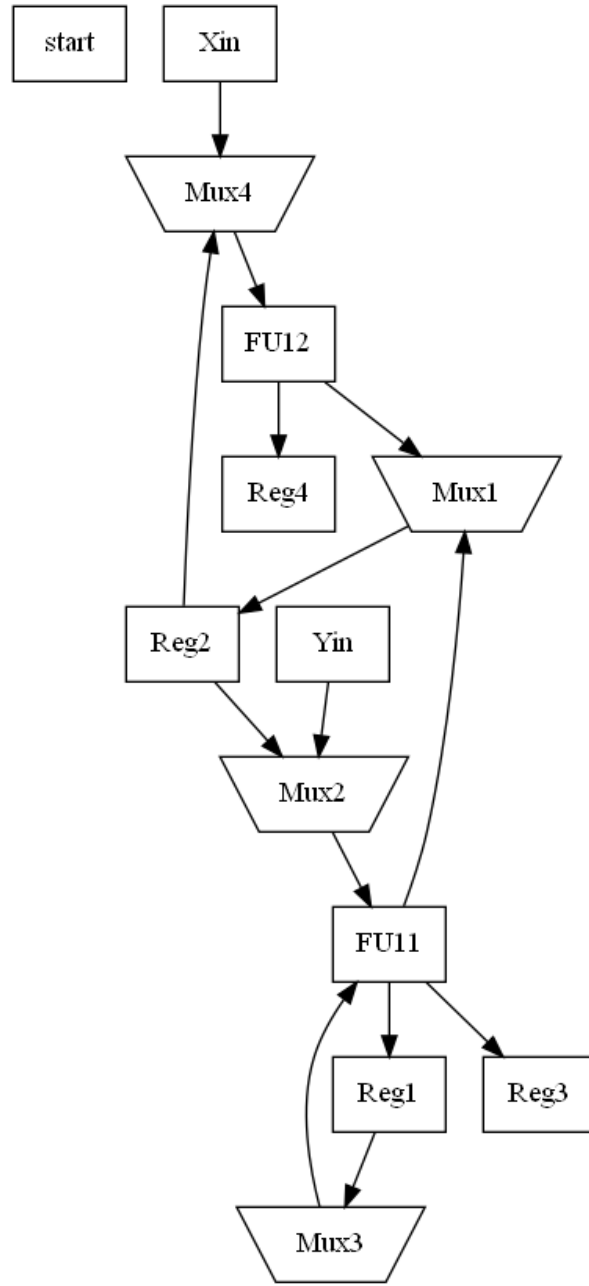 start
Xin
Mux4
FU12
Reg4
Mux1
Reg2
Yin
Mux2
FU11
Reg1
Reg3
Mux3